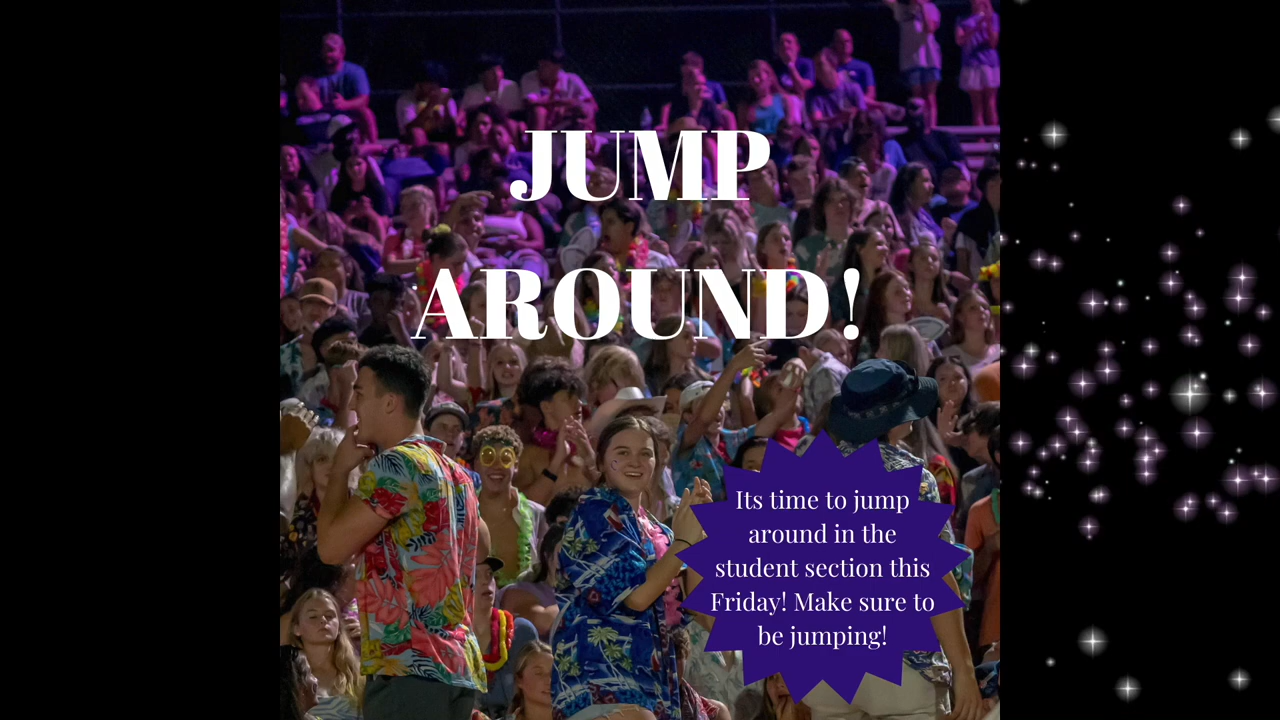 JUMP
AROUND!
Its time to jump
around in the
student section this
Friday! Make sure to
be jumping!